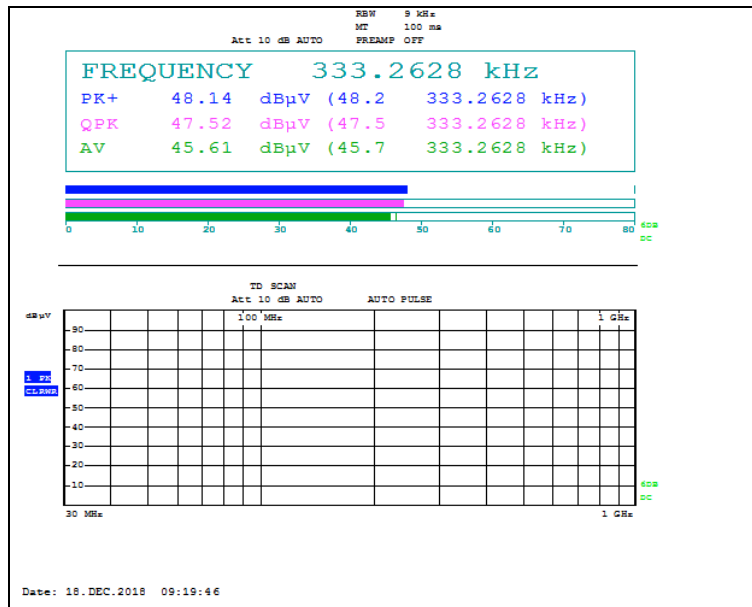 RBW 9 kHz
MT 100 ms
Att 10 dB AUTO PREAMP OFF
FREQUENCY 333.2628 kHz
PK+ 48.14 dBµV (48.2 333.2628 kHz)
QPK 47.52 dBµV (47.5 333.2628 kHz)
AV 45.61 dBµV (45.7 333.2628 kHz)
0 10 20 30 40 50 60 70 80
6DB
DC
TD SCAN
Att 10 dB AUTO AUTO PULSE
dBµV
100 MHz 1 GHz
90
80
70
1 PK
60
CLRWR
50
40
30
20
10
6DB
DC
30 MHz 1 GHz
Date: 18.DEC.2018 09:19:46